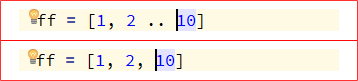 ff = [1, 2 .. 10]
ff = [1, 2, 10]